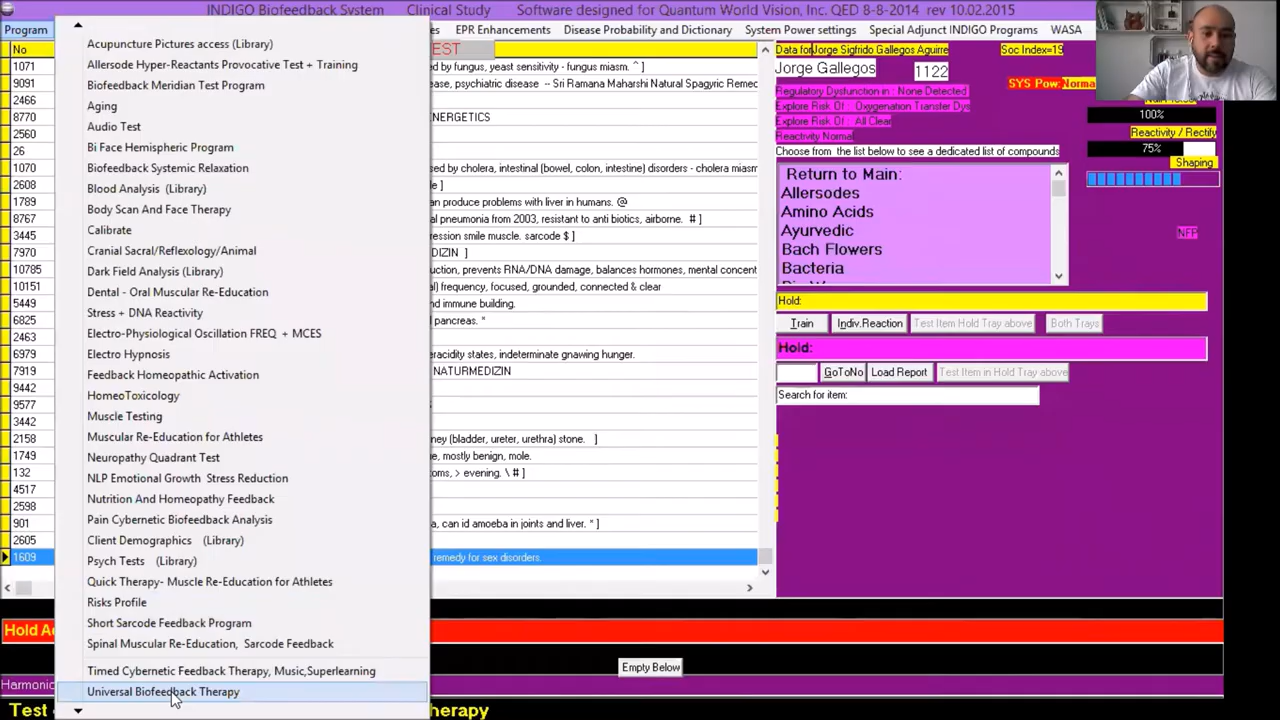 INDIGO Biofeedback System Clinical Study Software designed for Quantum World Vision, Inc. QED 8-8-2014 rev 10.02.2015
Program
EPR Enhancements Disease Probability and Dictionary System Power settings Special Adjunct INDIGO Programs WASA
Acupuncture Pictures access (Library)
Allersode Hyper-Reactants Provocative Test + Training
Biofeedback Meridian Test Program
Aging
Audio Test
Bi Face Hemispheric Program
Biofeedback Systemic Relaxation
Blood Analysis (Library)
Body Scan And Face Therapy
Calibrate
Cranial Sacral/Reflexology/Animal
Dark Field Analysis (Library)
Dental - Oral Muscular Re-Education
Stress + DNA Reactivity
Electro-Physiological Oscillation FREQ + MCES
Electro Hypnosis
Feedback Homeopathic Activation
HomeoToxicology
Muscle Testing
Muscular Re-Education for Athletes
Neuropathy Quadrant Test
NLP Emotional Growth Stress Reduction
Nutrition And Homeopathy Feedback
Pain Cybernetic Biofeedback Analysis
Client Demographics (Library)
Psych Tests (Library)
Quick Therapy- Muscle Re-Education for Athletes
Risks Profile
Short Sarcode Feedback Program
Spinal Muscular Re-Education, Sarcode Feedback
Timed Cybernetic Feedback Therapy, Music,Superlearning
Universal Biofeedback Therapy
No
1071
9091
2466
8770
2560
26
1070
2608
1789
8767
3445
7970
10785
10151
5449
6825
2463
6979
7919
9442
9577
3442
2158
1749
132
4517
2598
901
2605
1609
EST
ed by fungus, yeast sensitivity - fungus miasm. ^ ]
ease, psychiatric disease -- Sri Ramana Maharshi Natural Spagyric Remed
NERGETICS
sed by cholera, intestinal (bowel, colon, intestine) disorders - cholera miasm
de ]
an produce problems with liver in humans. @
al pneumonia from 2003, resistant to anti biotics, airborne. # ]
ression smile muscle. sarcode $ ]
DIZIN ]
uction, prevents RNA/DNA damage, balances hormones, mental concent
al) frequency, focused, grounded, connected & clear
nd immune building.
pancreas. *
eracidity states, indeterminate gnawing hunger.
NATURMEDIZIN
s
ney (bladder, ureter, urethra) stone. ]
e, mostly benign, mole.
toms, > evening. \ # ]
a, can id amoeba in joints and liver. * ]
remedy for sex disorders.
Data for Jorge Sigfrido Gallegos Aguirre
Soc Index=19
Jorge Gallegos
1122
SYS Pow Norma
Regulatory Dysfunction in : None Detected
Explore Risk Of : Oxygenation Transfer Dys
Explore Risk Of : All Clear
Reactivity Normal
100%
Reactivity / Rectify
75%
Shaping
Choose from the list below to see a dedicated list of compounds
Return to Main:
Allersodes
Amino Acids
Ayurvedic
Bach Flowers
Bacteria
NFP
Hold:
Train Indiv.Reaction Test Item Hold Tray above Both Trays
Hold:
GoToNo Load Report Test Item in Hold Tray above
Search for item:
Empty Below
Harmonic
Test
herapy